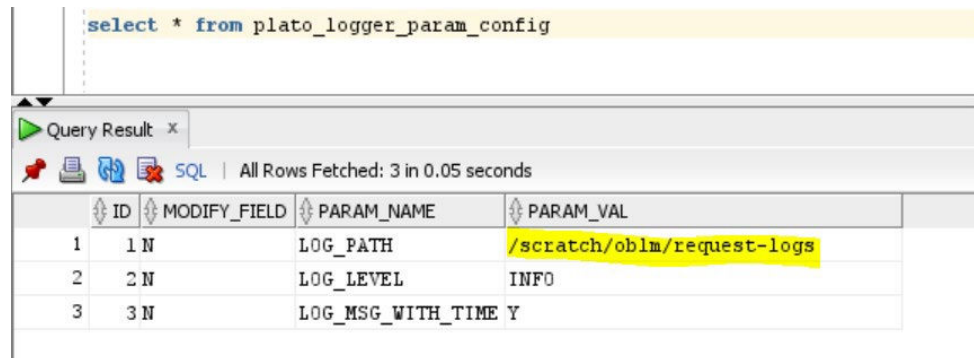 select * from plato_logger_param_config
Query Result x
SQL | All Rows Fetched: 3 in 0.05 seconds
ID MODIFY_FIELD PARAM_NAME PARAM_VAL
1 1 N LOG_PATH /scratch/oblm/request-logs
2 2 N LOG_LEVEL INFO
3 3 N LOG_MSG_WITH_TIME Y